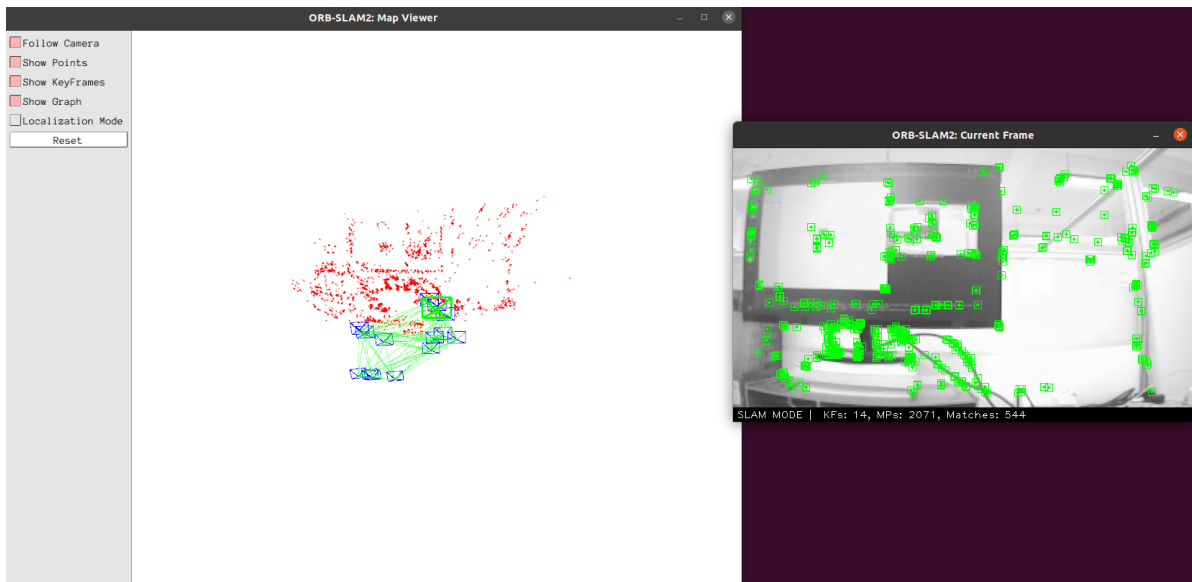 ORB-SLAM2: Map Viewer
Follow Camera
Show Points
Show KeyFrames
Show Graph
Localization Mode
Reset
ORB-SLAM2: Current Frame
SLAM MODE | KFs: 14, MPs: 2071, Matches: 544